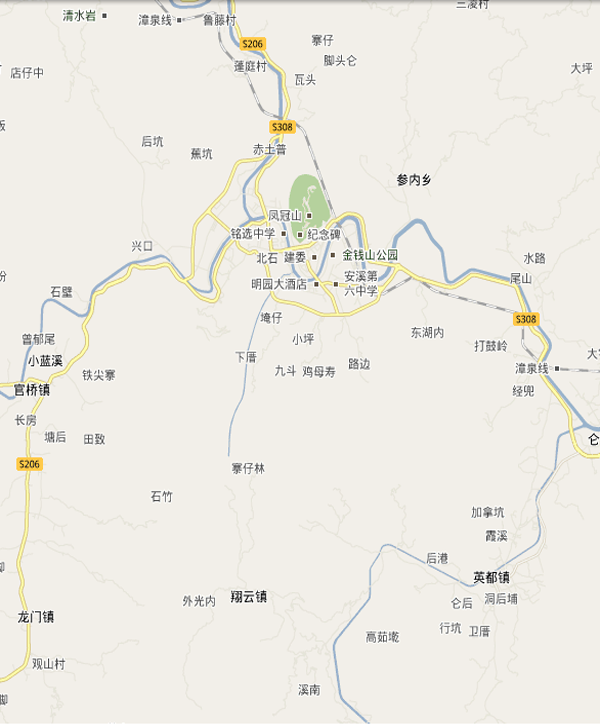 三凌村
清水岩
漳泉线
鲁藤村
S206
寨仔
脚头仑
蓬庭村
瓦头
大坪
店仔中
S308
后坑
蕉坑
赤土普
参内乡
凤冠山
铭选中学
纪念碑
兴口
北石
建委
金钱山公园
水路
安溪第
六中学
明园大酒店
尾山
石壁
垵仔
S308
曾郁尾
小坪
东湖内
打鼓岭
小蓝溪
下厝
路边
漳泉线
九斗
鸡母寿
铁尖寨
官桥镇
经兜
长房
塘后
田致
仑
S206
寨仔林
石竹
加拿坑
霞溪
后港
英都镇
外光内
翔云镇
仑后
洞后埔
龙门镇
行坑
卫厝
高茹墘
观山村
溪南